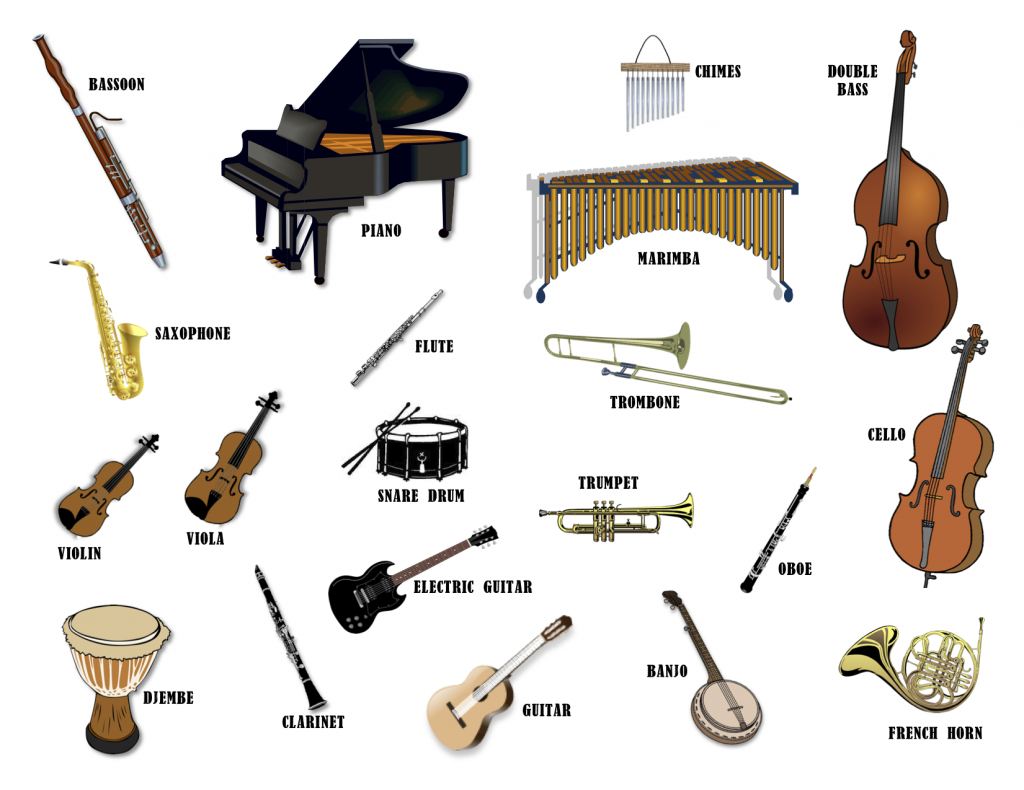 BASSOON
PIANO
CHIMES
DOUBLE
BASS
MARIMBA
SAXOPHONE
FLUTE
TROMBONE
CELLO
SNARE DRUM
TRUMPET
VIOLIN
VIOLA
ELECTRIC GUITAR
OBOE
DJEMBE
CLARINET
GUITAR
BANJO
FRENCH HORN